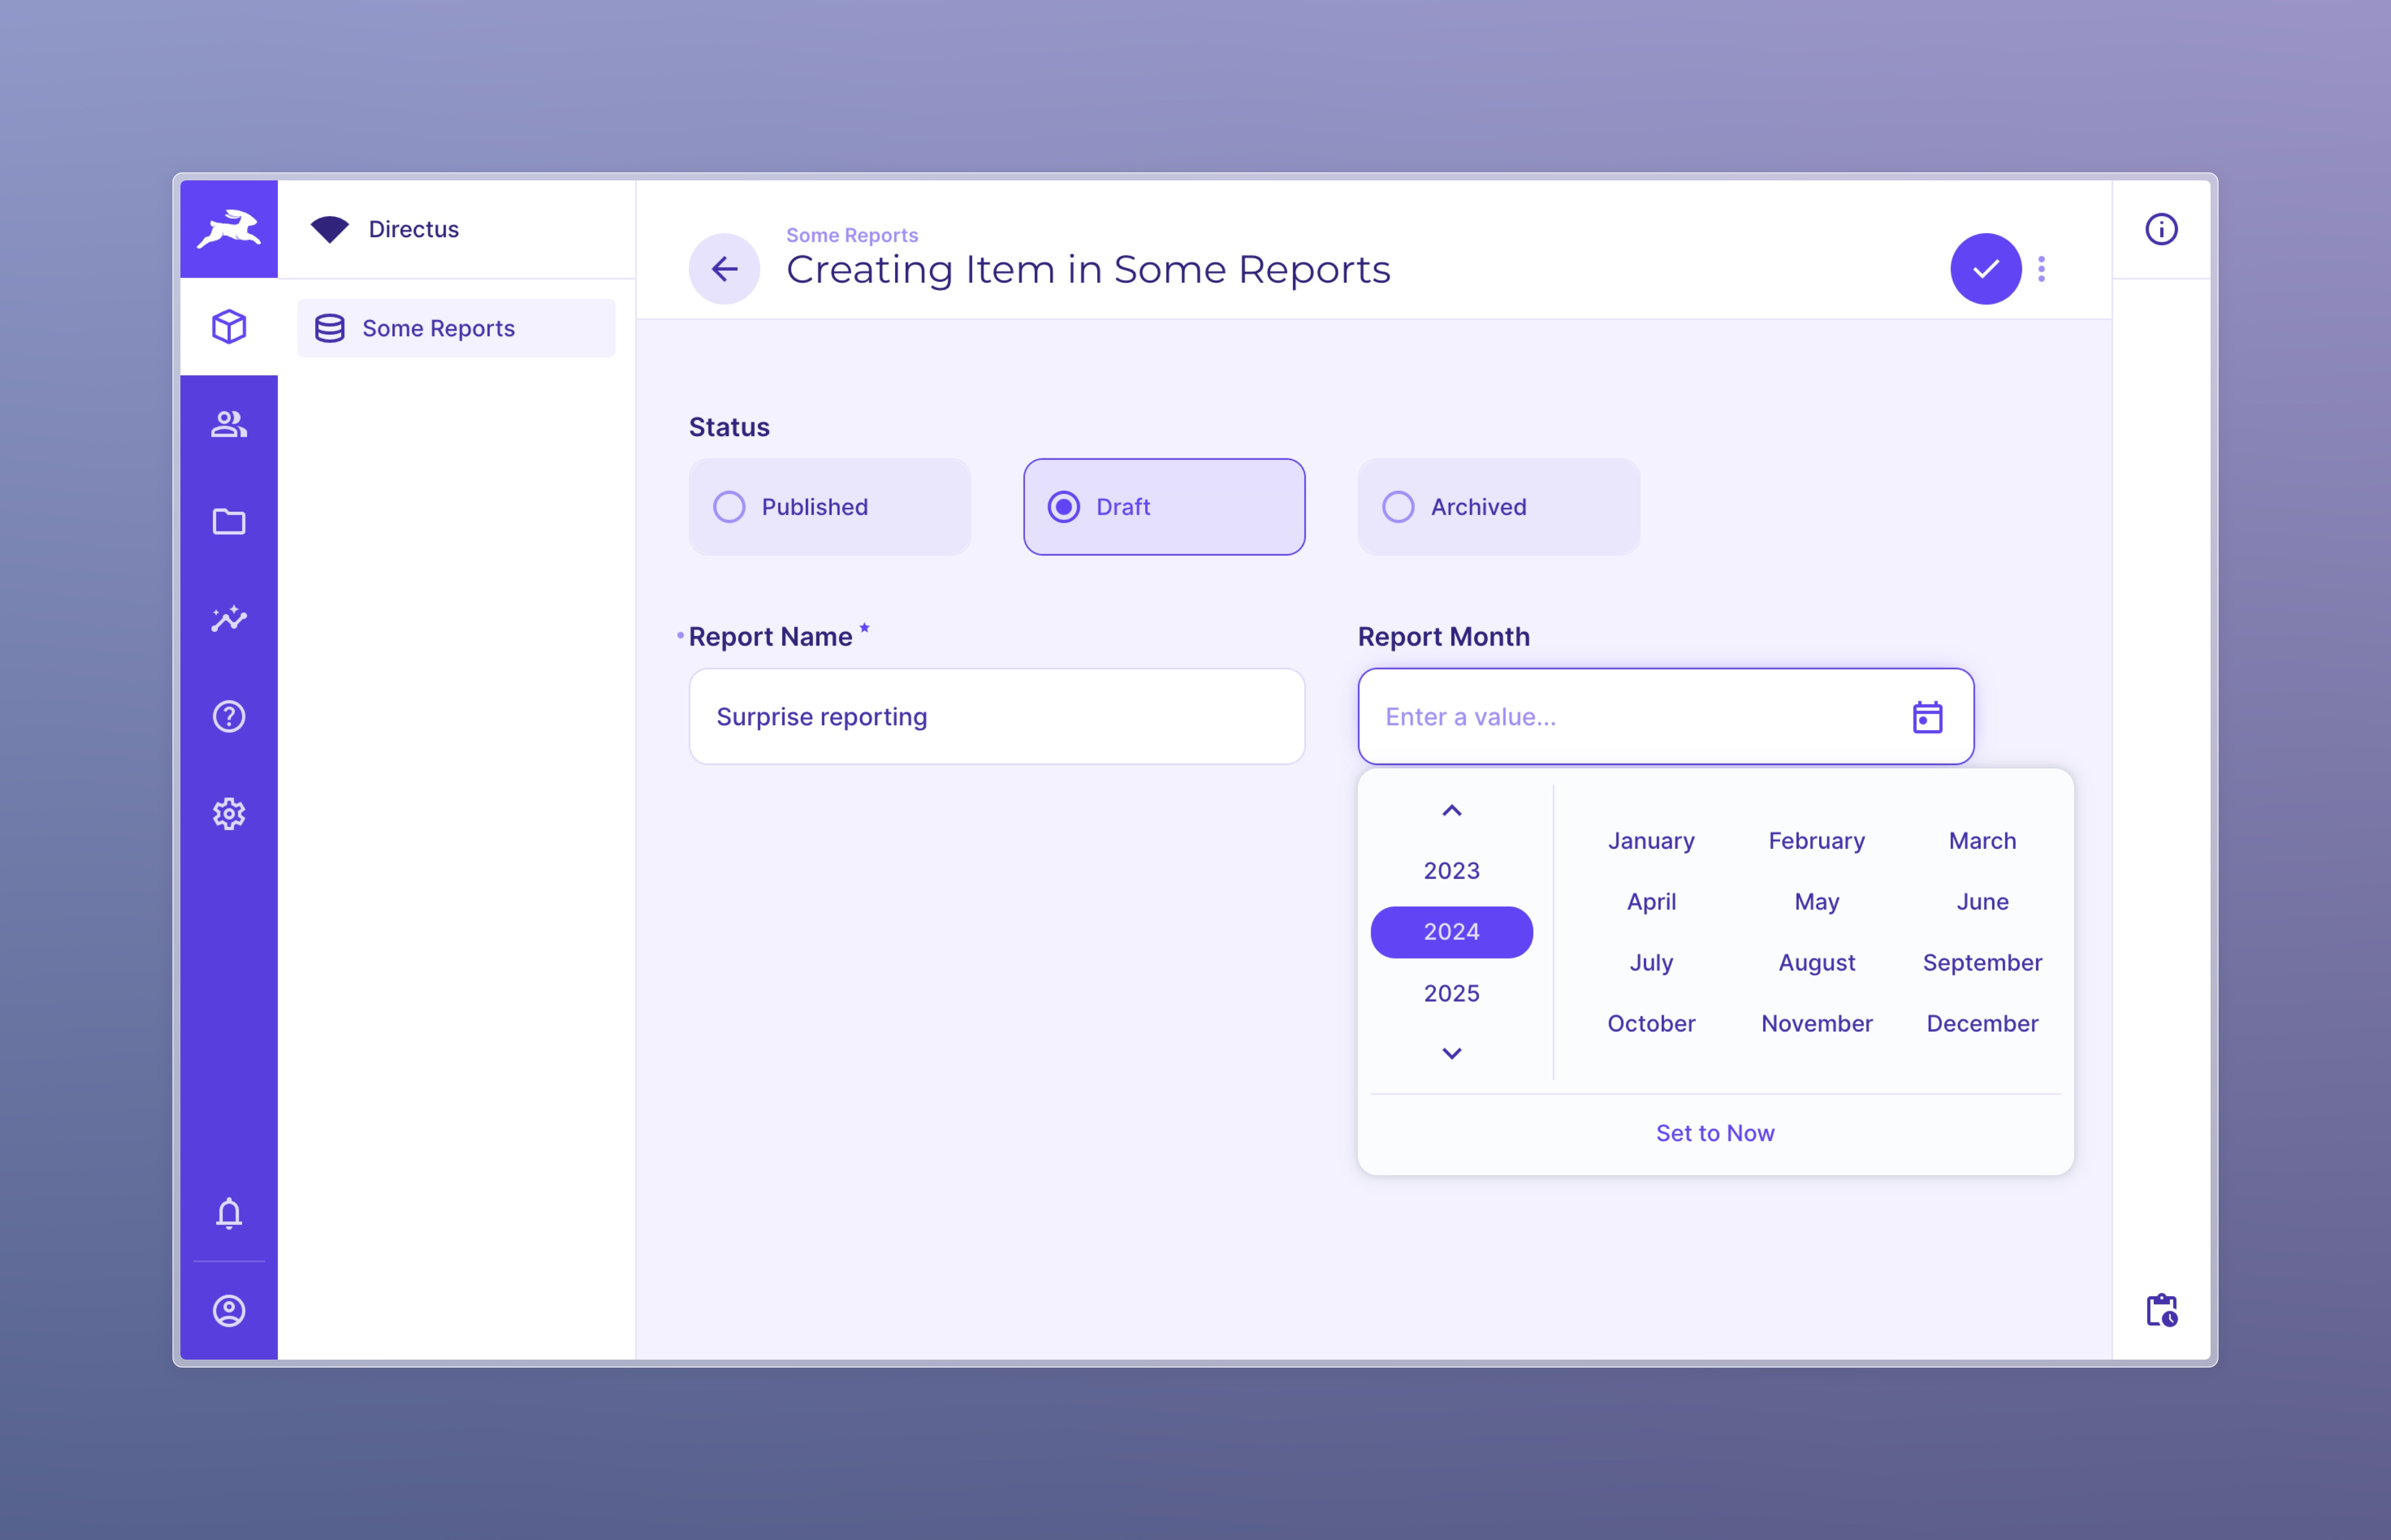 Directus
Some Reports
Some Reports
Creating Item in Some Reports
Status
Published
Draft
Archived
Report Name *
Surprise reporting
Report Month
Enter a value...
2023
2024
2025
January February March
April May June
July August September
October November December
Set to Now